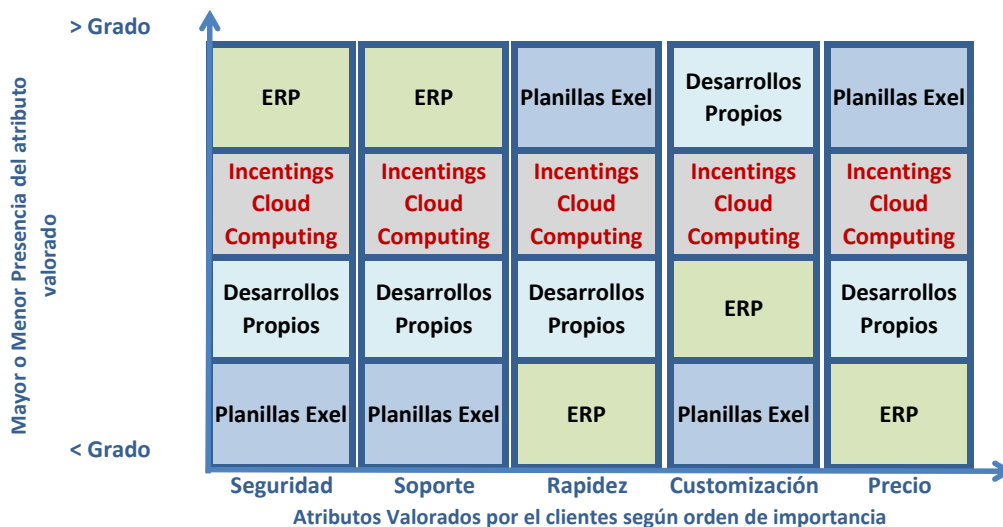 > Grado
Mayor o Menor Presencia del atributo
valorado
ERP
ERP
Planillas Exel
Desarrollos
Propios
Planillas Exel
Incentings
Cloud
Computing
Incentings
Cloud
Computing
Incentings
Cloud
Computing
Incentings
Cloud
Computing
Incentings
Cloud
Computing
Desarrollos
Propios
Desarrollos
Propios
Desarrollos
Propios
ERP
Desarrollos
Propios
Planillas Exel
Planillas Exel
ERP
Planillas Exel
ERP
< Grado
Seguridad
Soporte
Rapidez
Customización
Precio
Atributos Valorados por el clientes según orden de importancia